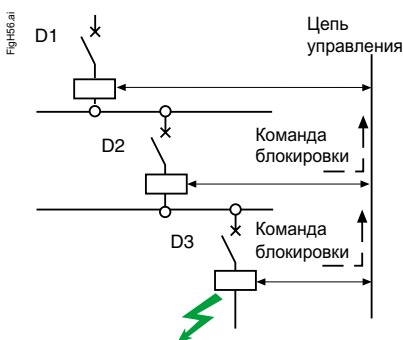 FigH56.ai
D1
Цепь
управления
D2
Команда
блокировки
D3
Команда
блокировки